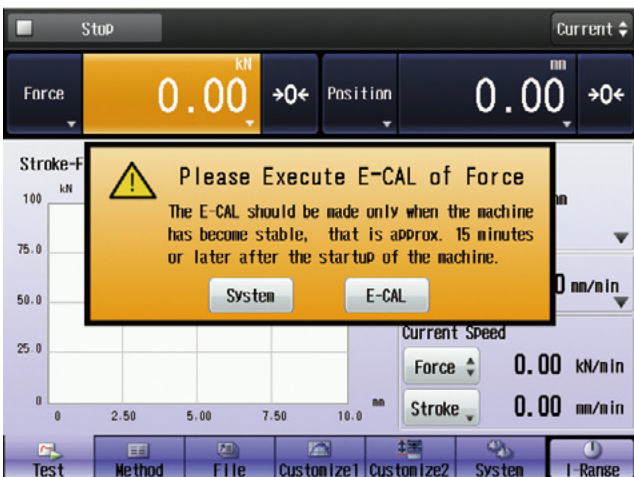 Stop
Current
kN
mm
Force
0.00
→0←
Position
0.00
→0←
Stroke-F
Please Execute E-CAL of Force
The E-CAL should be made only when the machine
has become stable, that is approx. 15 minutes
or later after the startup of the machine.
System
E-CAL
kN
100
75.0
50.0
25.0
0
0
2.50
5.00
7.50
10.0
mm
mm/min
Current Speed
Force
0.00
kN/min
Stroke
0.00
mm/min
Test
Method
File
Customize1
Customize2
System
I-Range